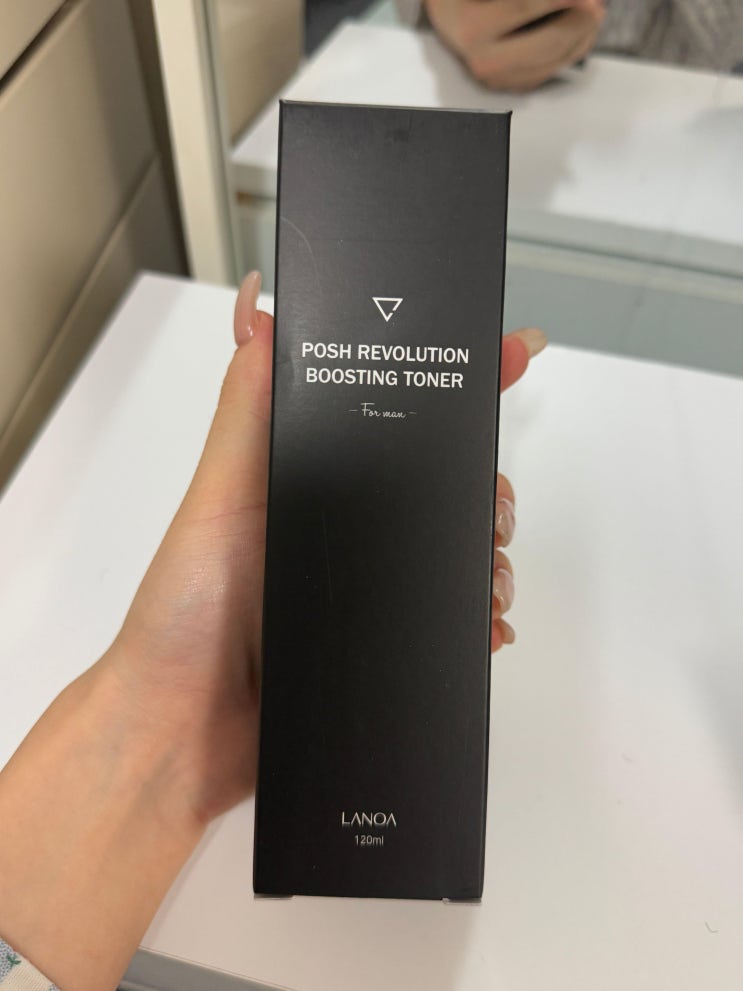 POSH REVOLUTION
BOOSTING TONER
– For man –
LANOA
120ml